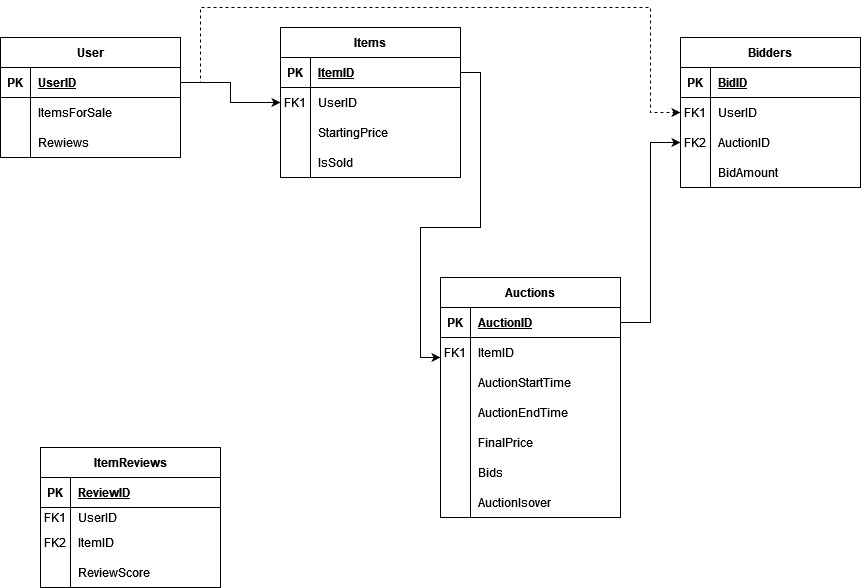 User
PK UserID
ItemsForSale
Rewiews
Items
PK ItemID
FK1 UserID
StartingPrice
IsSold
Bidders
PK BidID
FK1 UserID
FK2 AuctionID
BidAmount
Auctions
PK AuctionID
FK1 ItemID
AuctionStartTime
AuctionEndTime
FinalPrice
Bids
AuctionIsover
ItemReviews
PK ReviewID
FK1 UserID
FK2 ItemID
ReviewScore